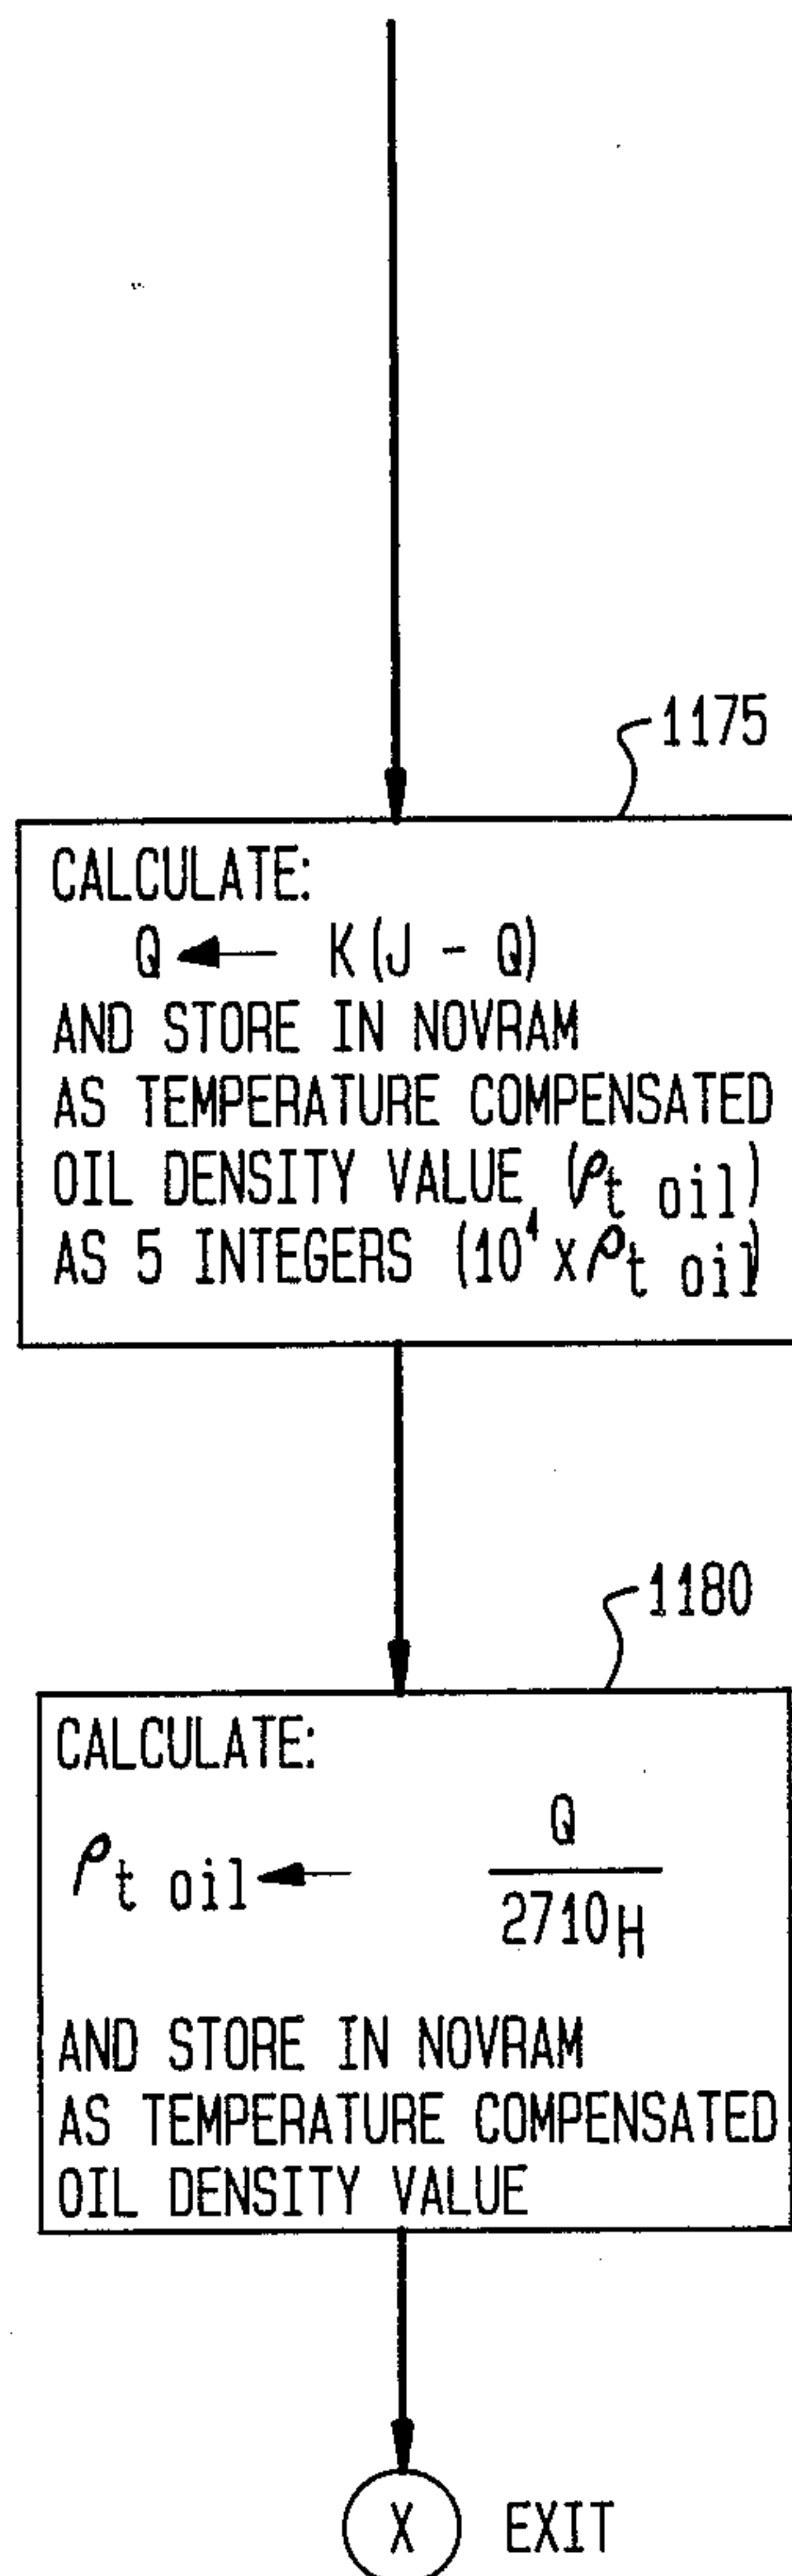 1175
CALCULATE:
Q ← K(J - Q)
AND STORE IN NOVRAM
AS TEMPERATURE COMPENSATED
OIL DENSITY VALUE (ρt oil)
AS 5 INTEGERS (10⁴ x ρt oil)
1180
CALCULATE:
ρt oil ← Q
2710H
AND STORE IN NOVRAM
AS TEMPERATURE COMPENSATED
OIL DENSITY VALUE
X EXIT